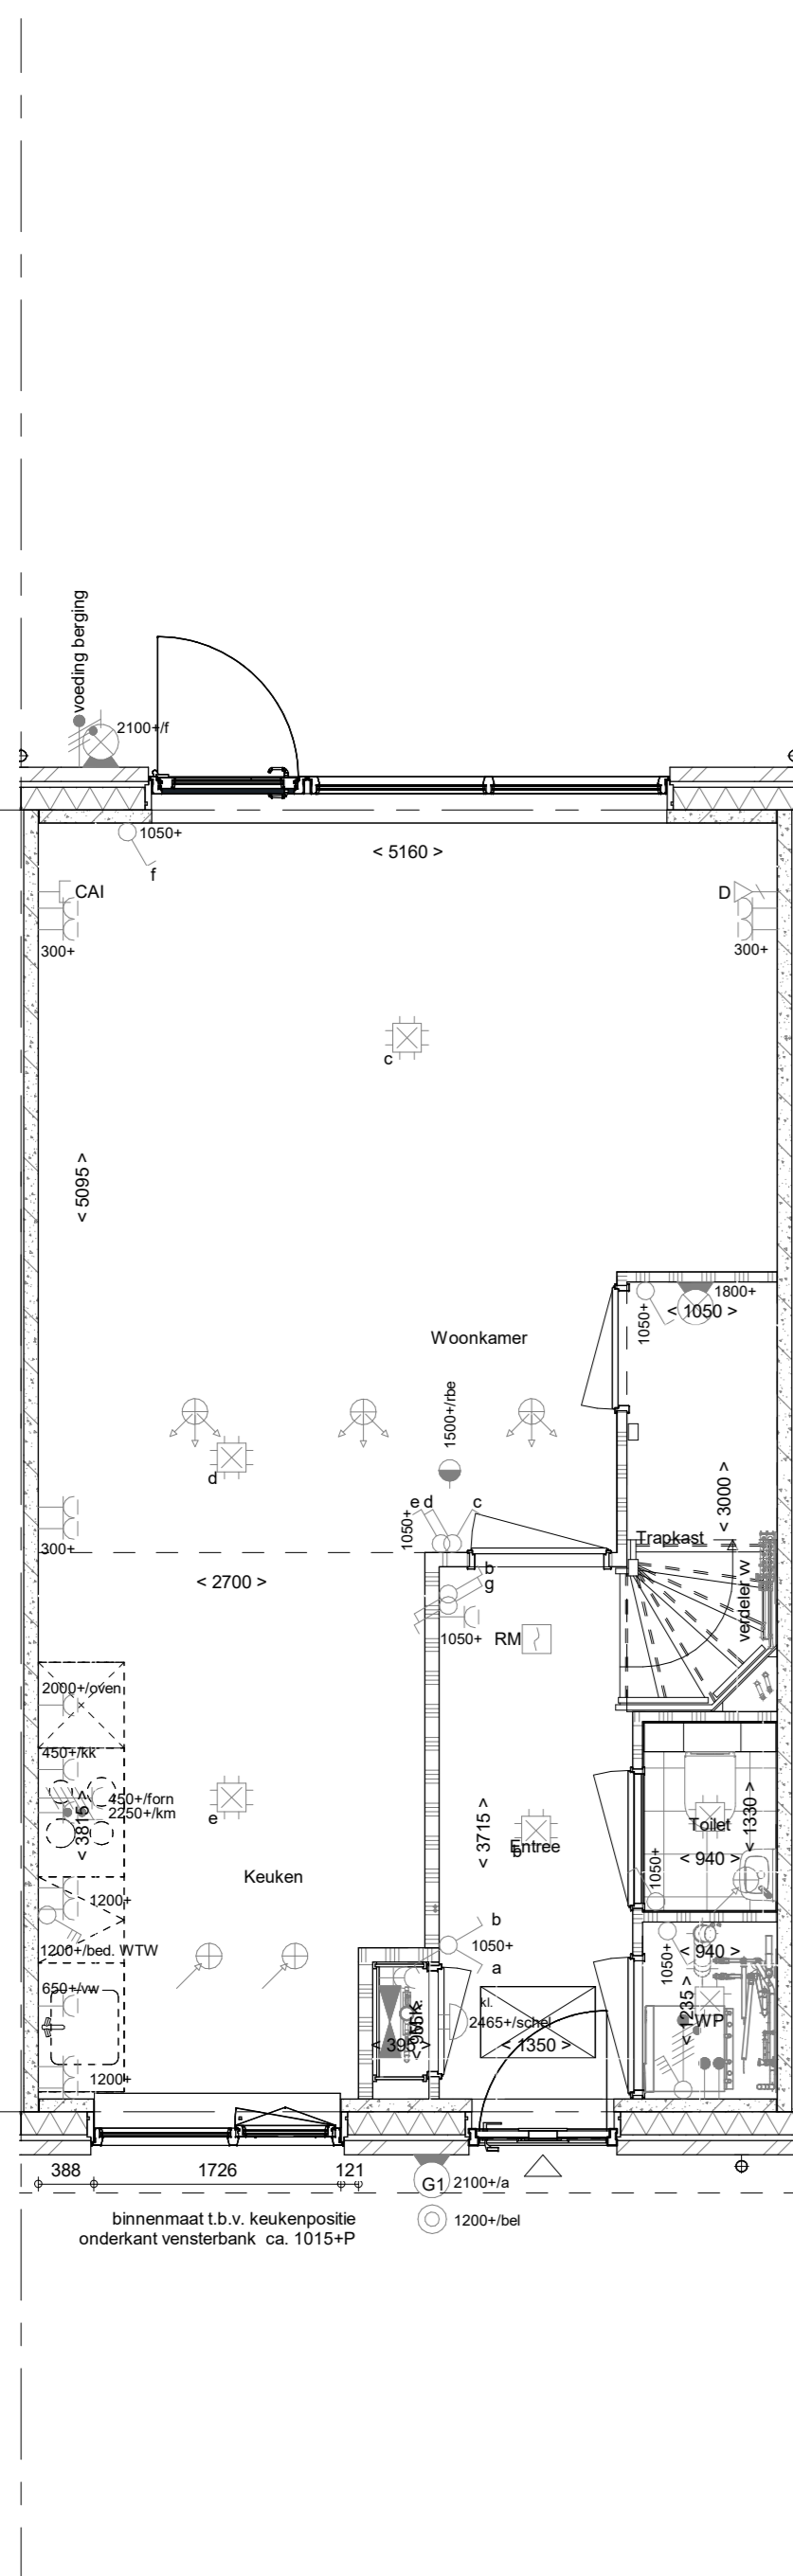 voeding berging
2100+/f
1050+
f
< 5160 >
CAI
D
300+
300+
c
< 5095 >
1800+
< 1050 >
1050+
Woonkamer
1500+/rbe
d
< 3000 >
e d
c
1050+
Trapkast
300+
< 2700 >
b
g
verdeler W
1050+
RM
2000+/oven
450+/kk
450+/forn
2250+/km
< 3815 >
e
< 3715 >
Entree
b
Toilet
< 1330 >
< 940 >
1050+
Keuken
1200+
b
1200+/bed. WTW
1050+
a
< 940 >
1050+
650+/vw
kl.
2465+/schel
< 1235 >
WP
MK.
< 395 >
< 1350 >
1200+
388
1726
121
G1
2100+/a
1200+/bel
binnenmaat t.b.v. keukenpositie
onderkant vensterbank ca. 1015+P